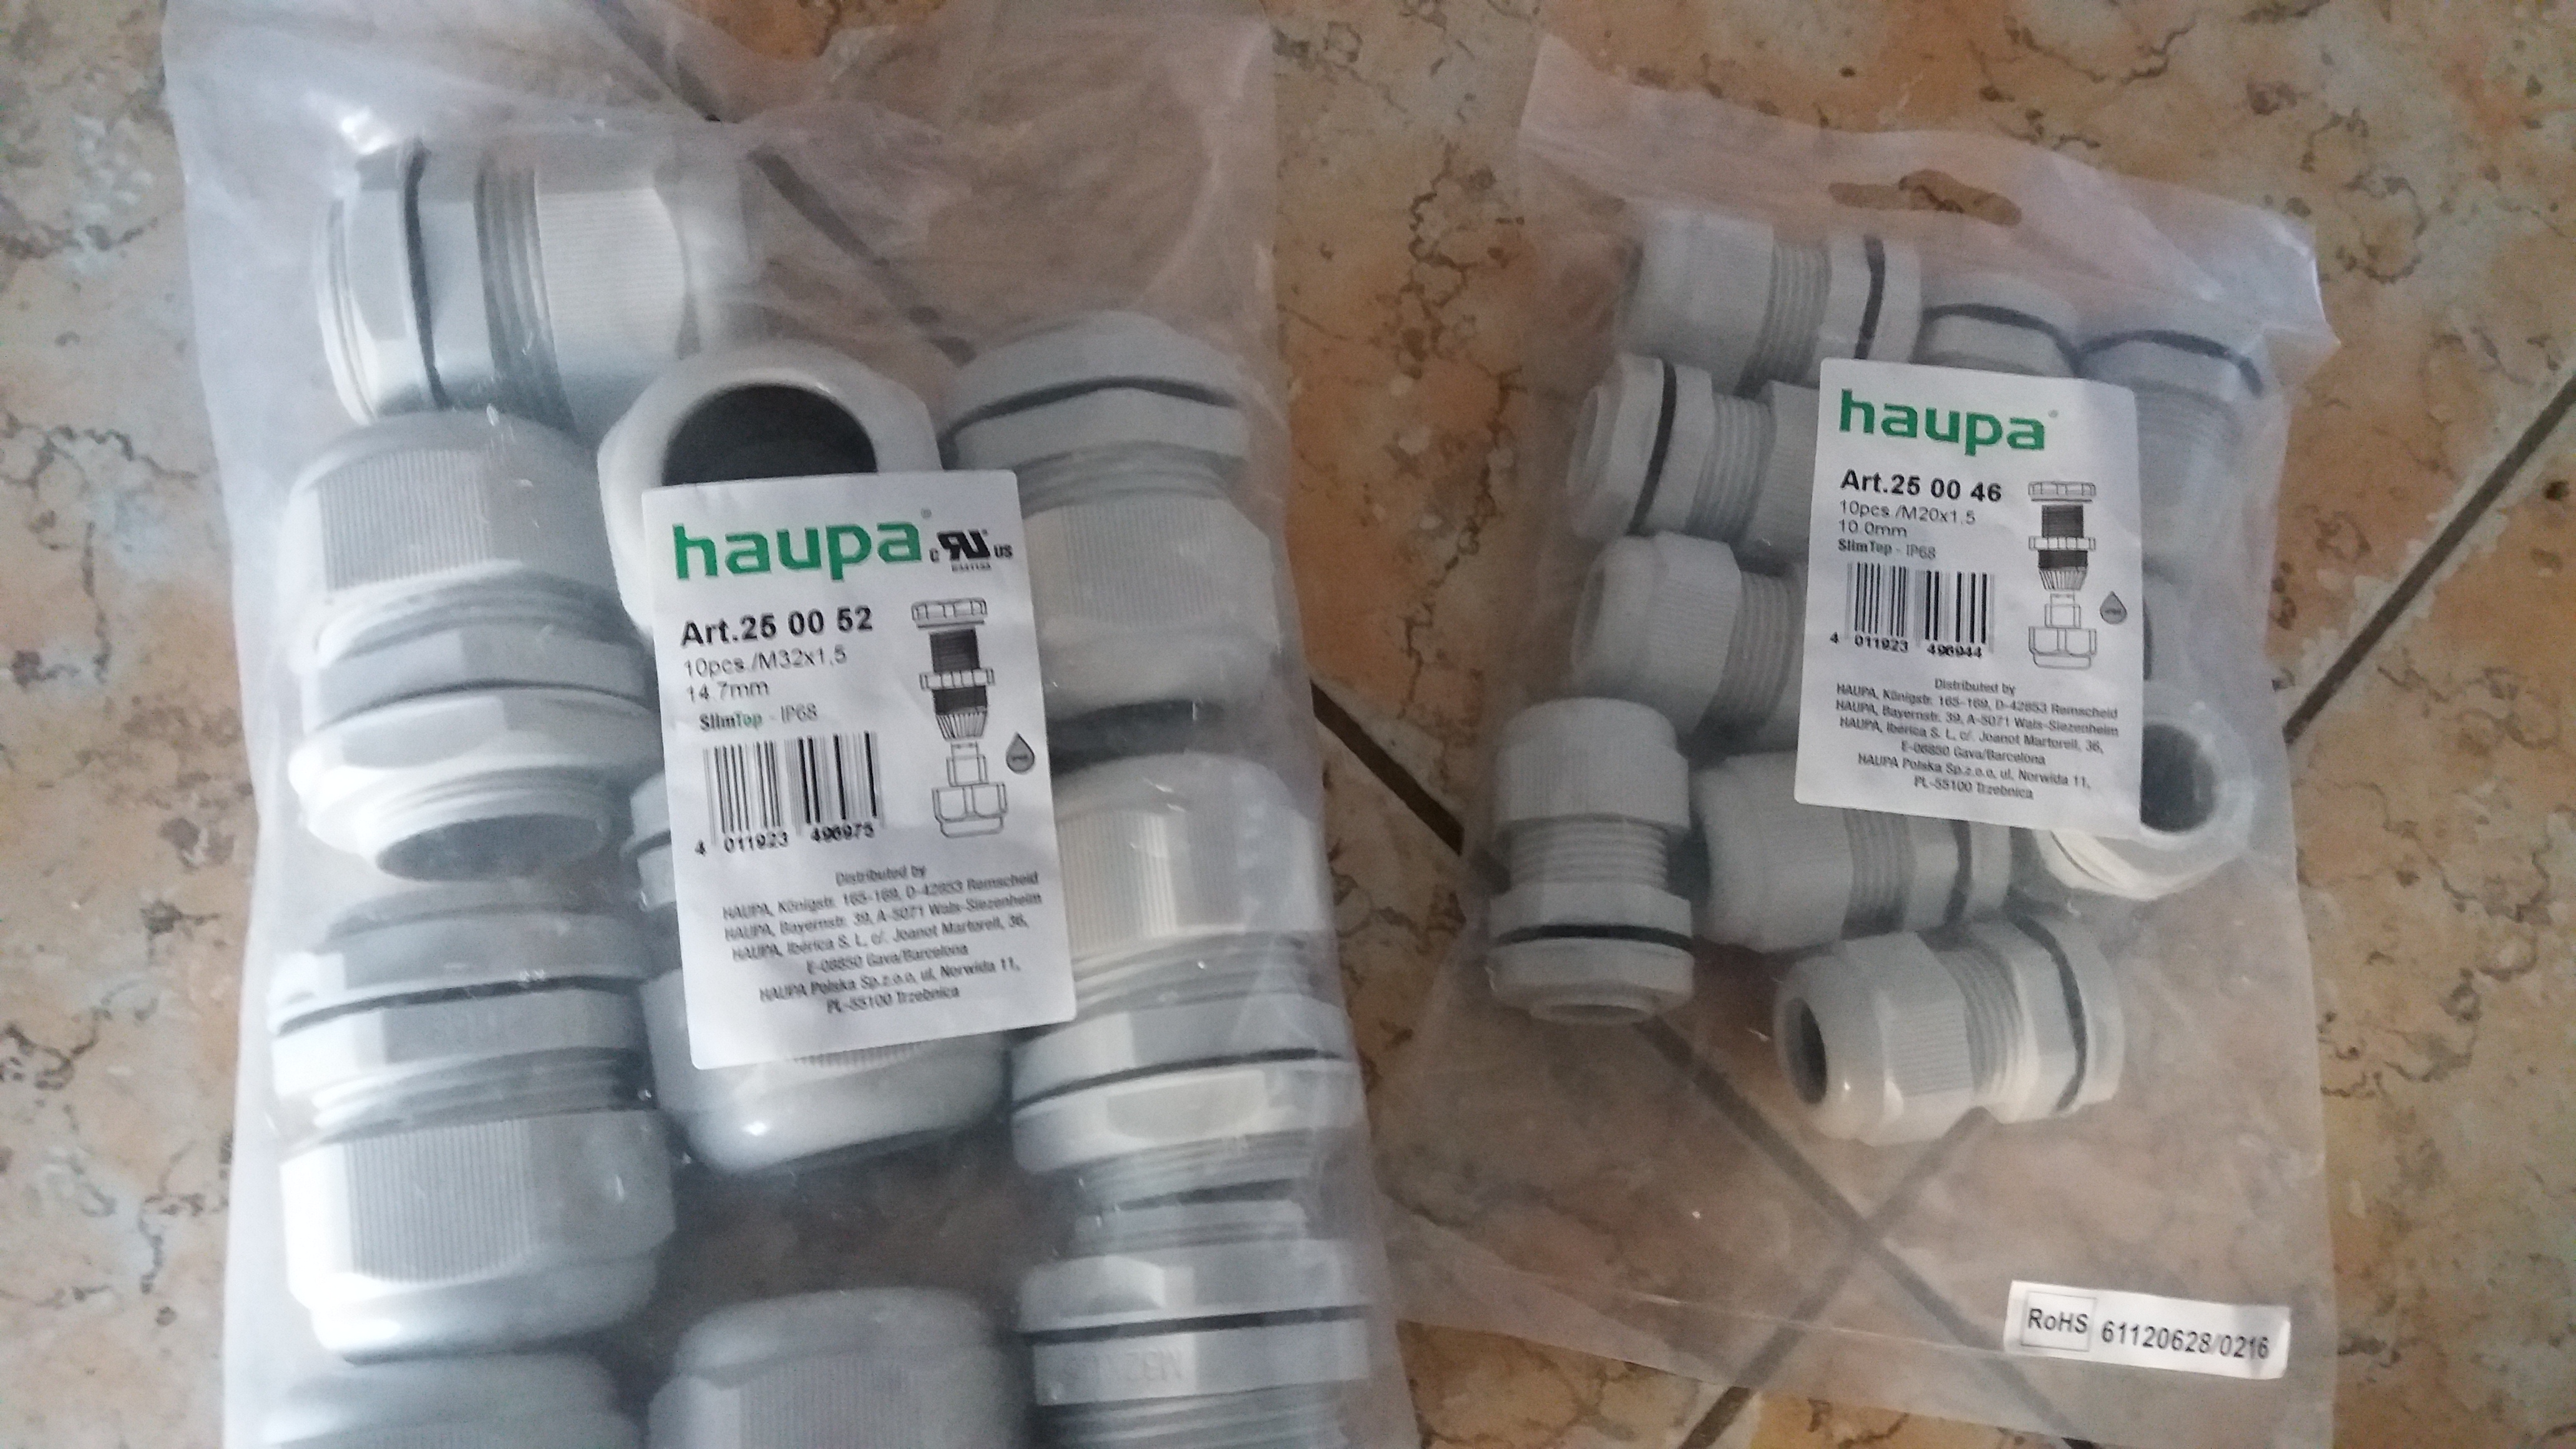 haupa®
c RU US
Art.25 00 52
10pcs./M32x1,5
14.7mm
SlimTop - IP68
4 011923 496975
Distributed by
HAUPA, Königstr. 165-169, D-42853 Remscheid
HAUPA, Bayernstr. 39, A-5071 Wals-Siezenheim
HAUPA, Ibérica S. L, c/. Joanot Martorell, 36,
E-08850 Gava/Barcelona
HAUPA Polska Sp.z.o.o, ul. Norwida 11,
PL-55100 Trzebnica
haupa®
Art.25 00 46
10pcs./M20x1,5
10.0mm
SlimTop - IP68
4 011923 496944
Distributed by
HAUPA, Königstr. 165-169, D-42853 Remscheid
HAUPA, Bayernstr. 39, A-5071 Wals-Siezenheim
HAUPA, Ibérica S. L, c/. Joanot Martorell, 36,
E-08850 Gava/Barcelona
HAUPA Polska Sp.z.o.o, ul. Norwida 11,
PL-55100 Trzebnica
RoHS 61120628/0216